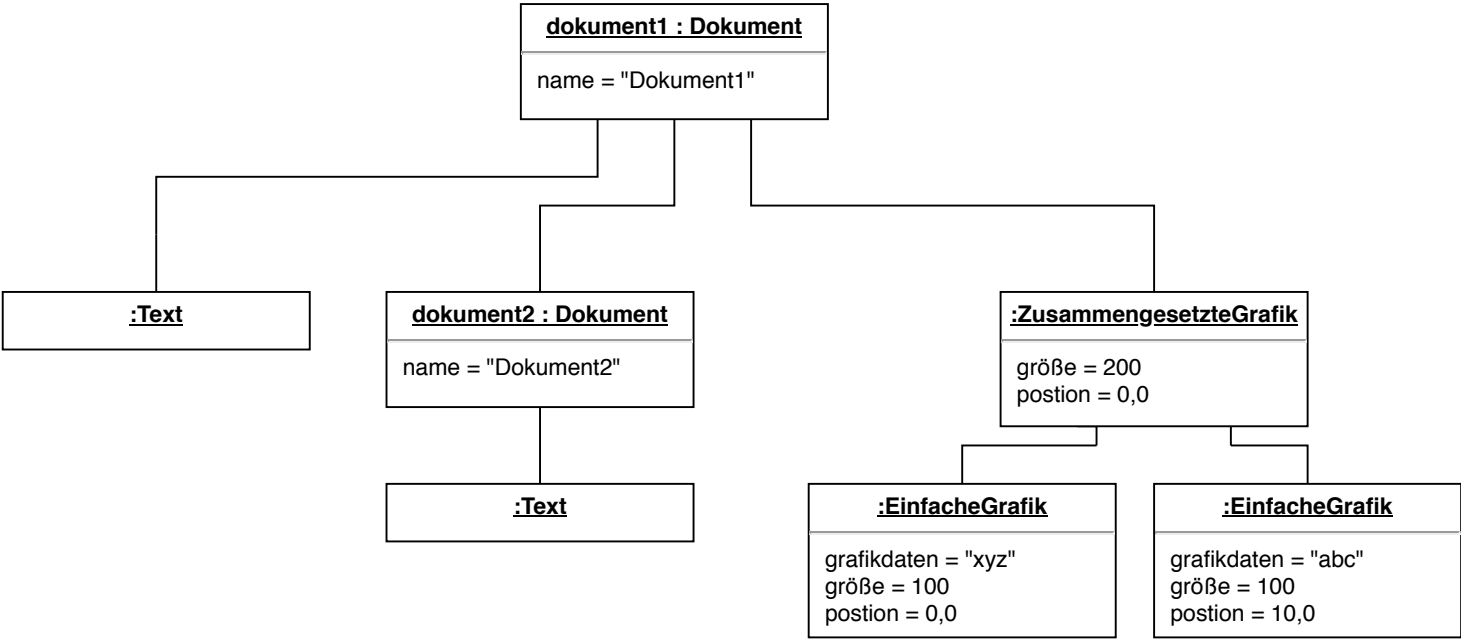 dokument1 : Dokument
name = "Dokument1"
:Text
dokument2 : Dokument
name = "Dokument2"
:ZusammengesetzteGrafik
größe = 200
postion = 0,0
:Text
:EinfacheGrafik
grafikdaten = "xyz"
größe = 100
postion = 0,0
:EinfacheGrafik
grafikdaten = "abc"
größe = 100
postion = 10,0